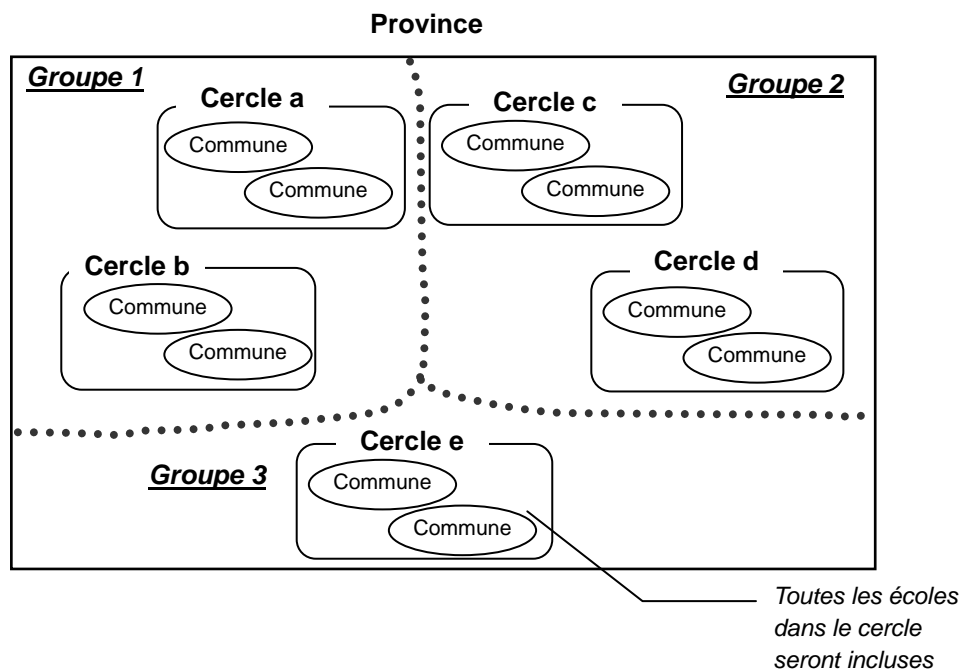 Province
Groupe 1
Groupe 2
Cercle a
Commune
Commune
Cercle c
Commune
Commune
Cercle b
Commune
Commune
Cercle d
Commune
Commune
Cercle e
Groupe 3
Commune
Commune
Toutes les écoles
dans le cercle
seront incluses